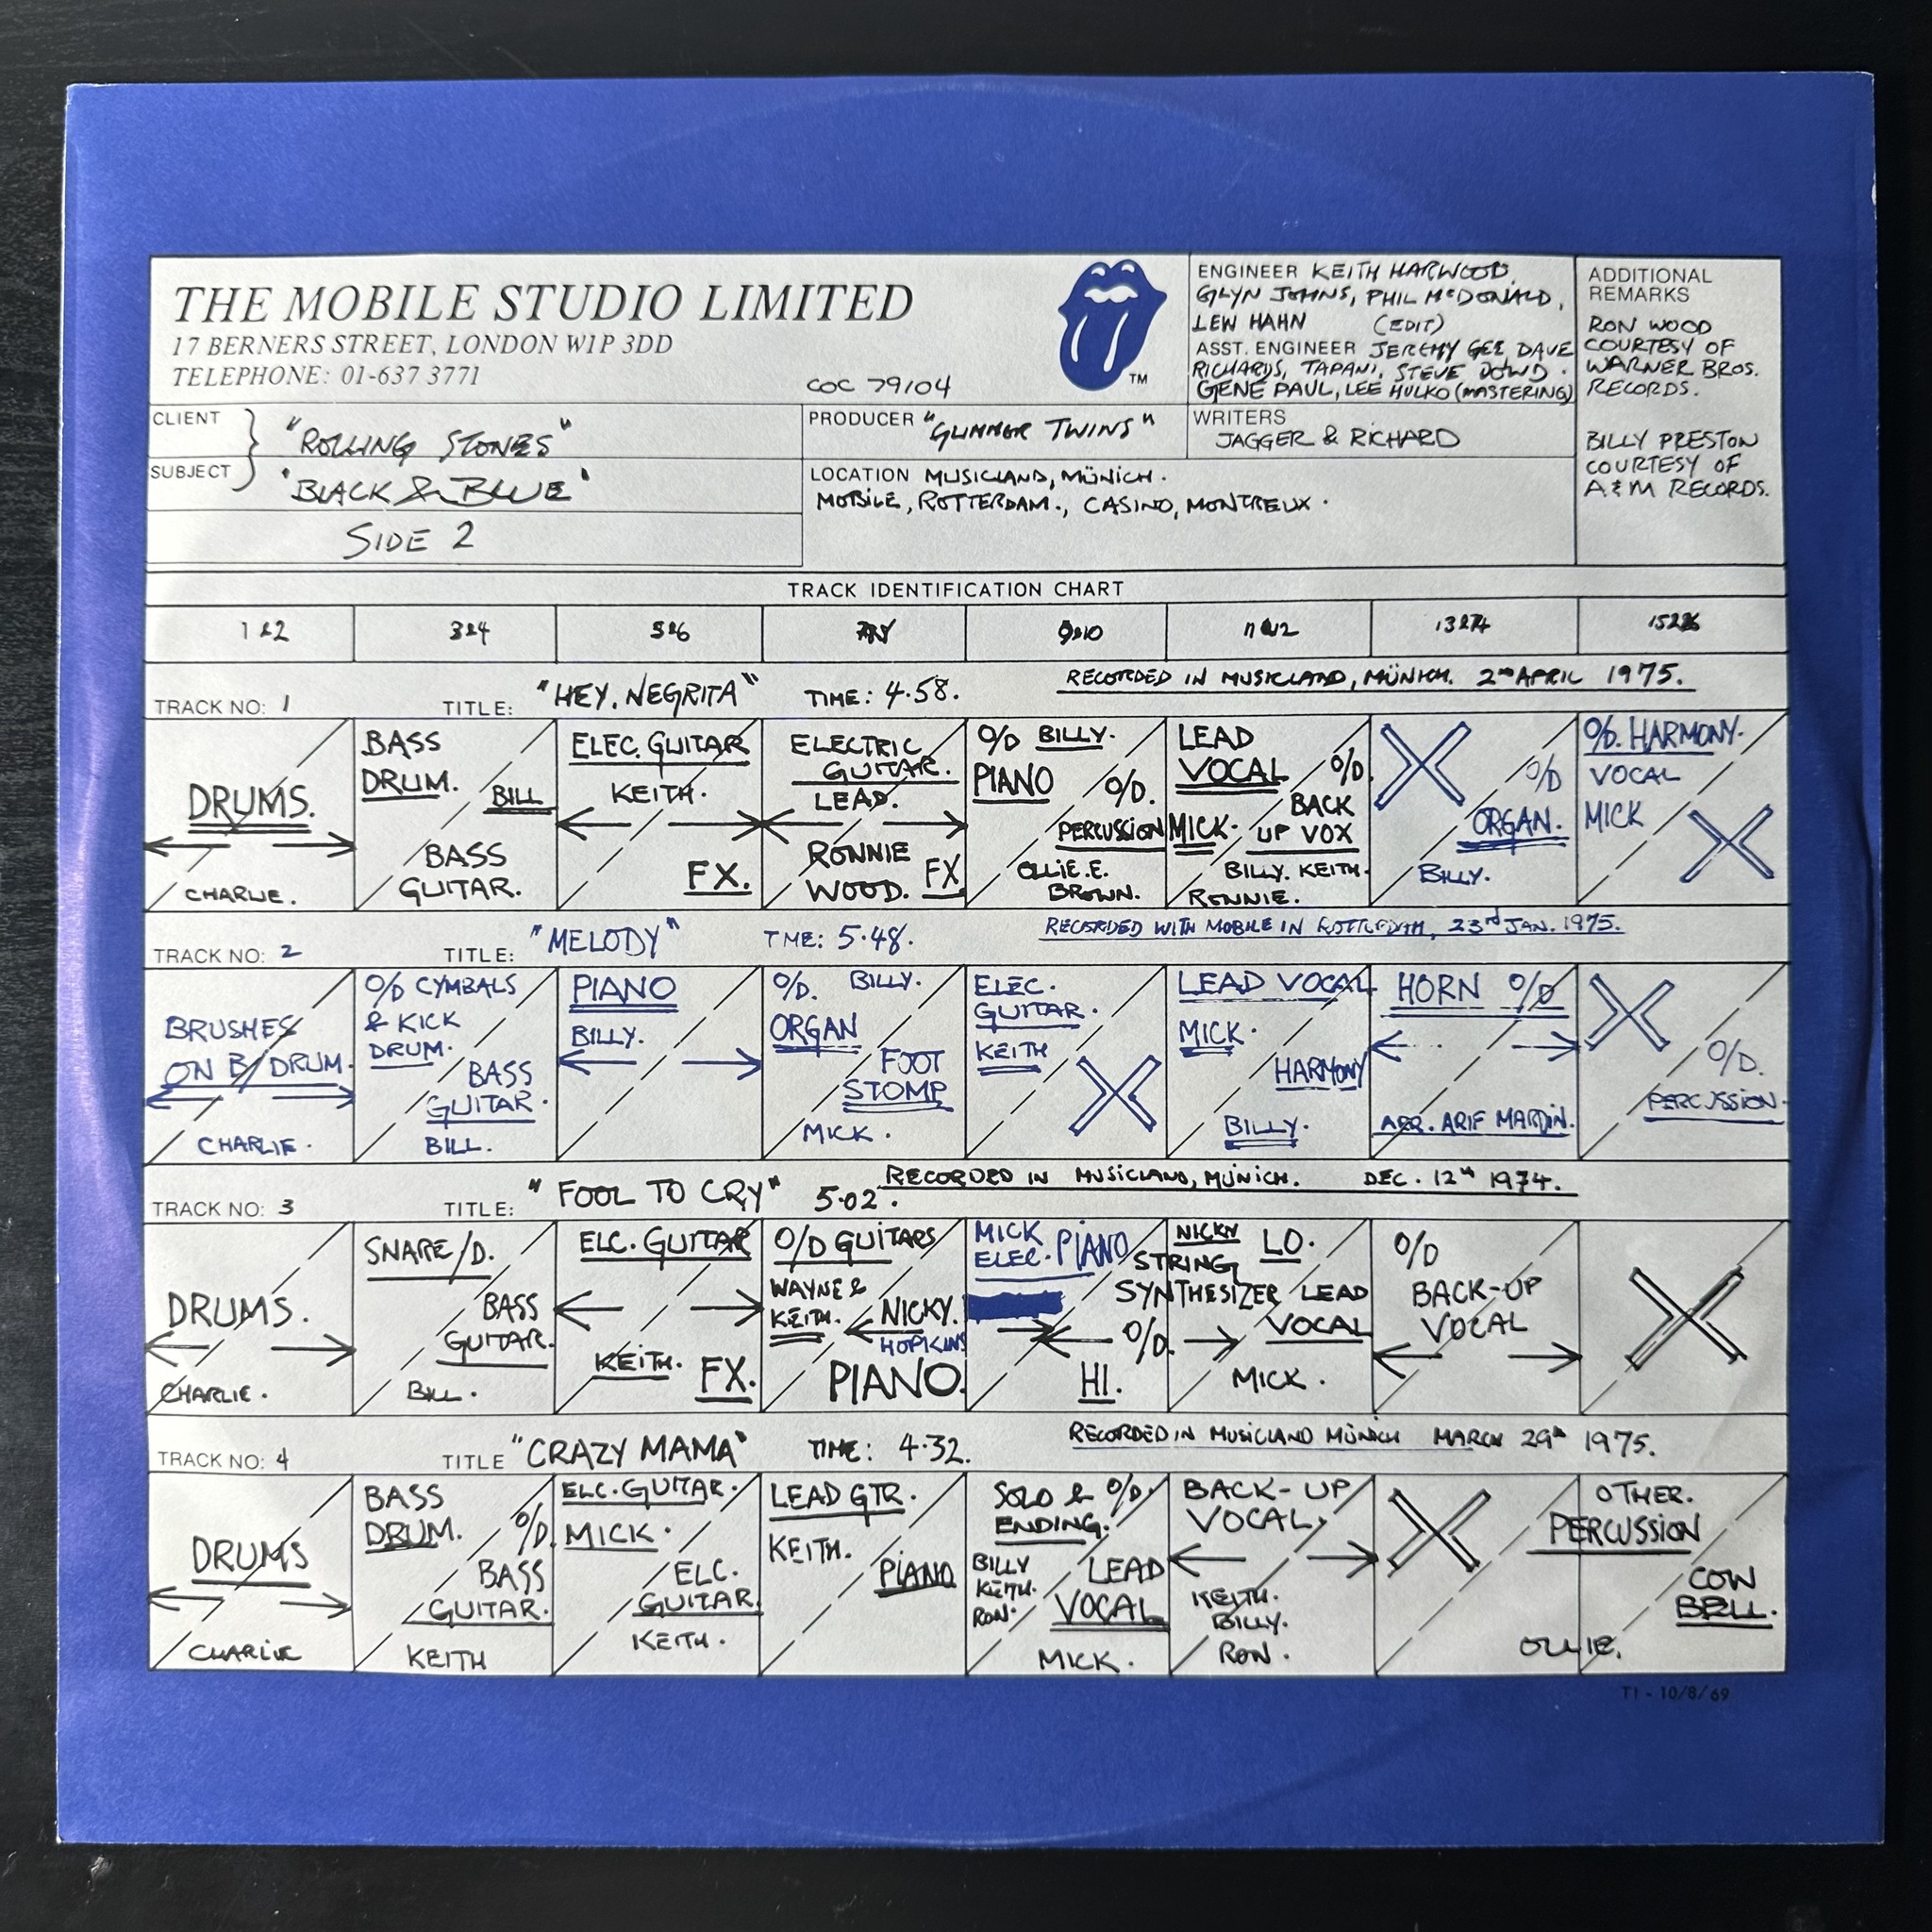 THE MOBILE STUDIO LIMITED
17 BERNERS STREET, LONDON W1P 3DD
TELEPHONE: 01-637 3771
COC 79104
TM
ENGINEER KEITH HARWOOD,
GLYN JOHNS, PHIL McDONALD,
LEW HAHN (EDIT)
ASST. ENGINEER JEREMY GEE DAVE
RICHARDS, TAPANI, STEVE DOWD.
GENE PAUL, LEE HULKO (MASTERING)
ADDITIONAL
REMARKS
RON WOOD
COURTESY OF
WARNER BROS.
RECORDS.
BILLY PRESTON
COURTESY OF
A&M RECORDS.
CLIENT
"ROLLING STONES"
SUBJECT
'BLACK & BLUE'
SIDE 2
PRODUCER "GLIMMER TWINS"
WRITERS
JAGGER & RICHARD
LOCATION MUSICLAND, MÜNICH.
MOBILE, ROTTERDAM., CASINO, MONTREUX.
TRACK IDENTIFICATION CHART
1 & 2
3&4
5&6
9&10
11&12
13&14
15&16
TRACK NO: 1
TITLE: "HEY. NEGRITA"
TIME: 4.58.
RECORDED IN MUSICLAND, MÜNICH. 2nd APRIL 1975.
DRUMS.
CHARLIE.
BASS
DRUM.
BILL
BASS
GUITAR.
ELEC. GUITAR
KEITH.
FX.
ELECTRIC
GUITAR.
LEAD.
RONNIE
WOOD. FX
O/D BILLY.
PIANO
O/D.
PERCUSSION
OLLIE.E.
BROWN.
LEAD
VOCAL
MICK.
O/D.
BACK
UP VOX
BILLY. KEITH.
RONNIE.
O/D
ORGAN.
BILLY.
O/D. HARMONY.
VOCAL
MICK
TRACK NO: 2
TITLE: "MELODY"
TME: 5.48.
RECORDED WITH MOBILE IN ROTTERDAM, 23rd JAN. 1975.
BRUSHES
ON B/DRUM.
CHARLIE.
O/D CYMBALS
& KICK
DRUM.
BASS
GUITAR.
BILL.
PIANO
BILLY.
O/D. BILLY.
ORGAN
FOOT
STOMP
MICK.
ELEC.
GUITAR.
KEITH
LEAD VOCAL
MICK.
HARMONY
BILLY.
HORN O/D
ARR. ARIF MARDIN.
O/D.
PERCUSSION.
TRACK NO: 3
TITLE: "FOOL TO CRY"
5.02.
RECORDED IN MUSICLAND, MÜNICH. DEC. 12th 1974.
DRUMS.
CHARLIE.
SNARE/D.
BASS
GUITAR.
BILL.
ELC. GUITAR
KEITH.
FX.
O/D GUITARS
WAYNE &
KEITH.
NICKY.
HOPKINS
PIANO.
MICK
ELEC. PIANO
NICKY
STRING
SYNTHESIZER
O/D.
HI.
LO.
LEAD
VOCAL
MICK.
O/D
BACK-UP
VOCAL
TRACK NO: 4
TITLE "CRAZY MAMA"
TIME: 4.32.
RECORDED IN MUSICLAND MÜNICH MARCH 29th 1975.
DRUMS
CHARLIE
BASS
DRUM.
O/D.
BASS
GUITAR.
KEITH
ELC. GUITAR.
MICK.
ELC.
GUITAR.
KEITH.
LEAD GTR.
KEITH.
PIANO
SOLO & O/D.
ENDING.
BILLY
KEITH.
RON.
LEAD
VOCAL
MICK.
BACK-UP
VOCAL.
KEITH.
BILLY.
RON.
OTHER.
PERCUSSION
COW
BELL.
OLLIE.
T1 - 10/8/69